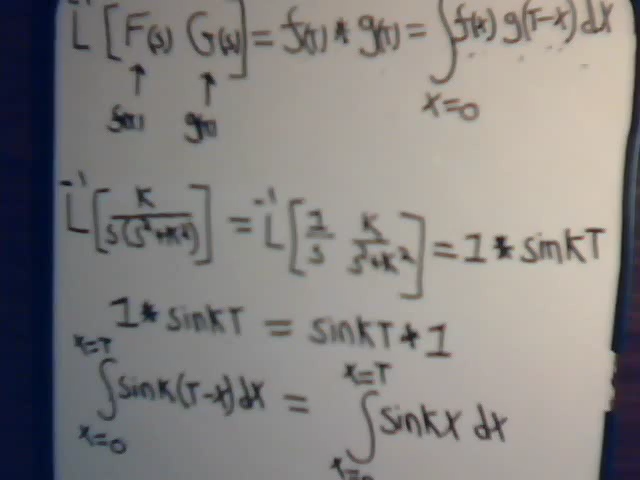 L⁻¹ [F(s) G(s)] = f(T) * g(T) = ∫ f(x) g(T-x) dx
x=0
↑ ↑
f(T) g(T)
L⁻¹ [K / s(s²+K²)] = L⁻¹ [1/s K/s²+K²] = 1 * sinKT
1 * sinKT = sinKT * 1
x=T x=T
∫ sinK(T-x) dx = ∫ sinKx dx
x=0 x=0